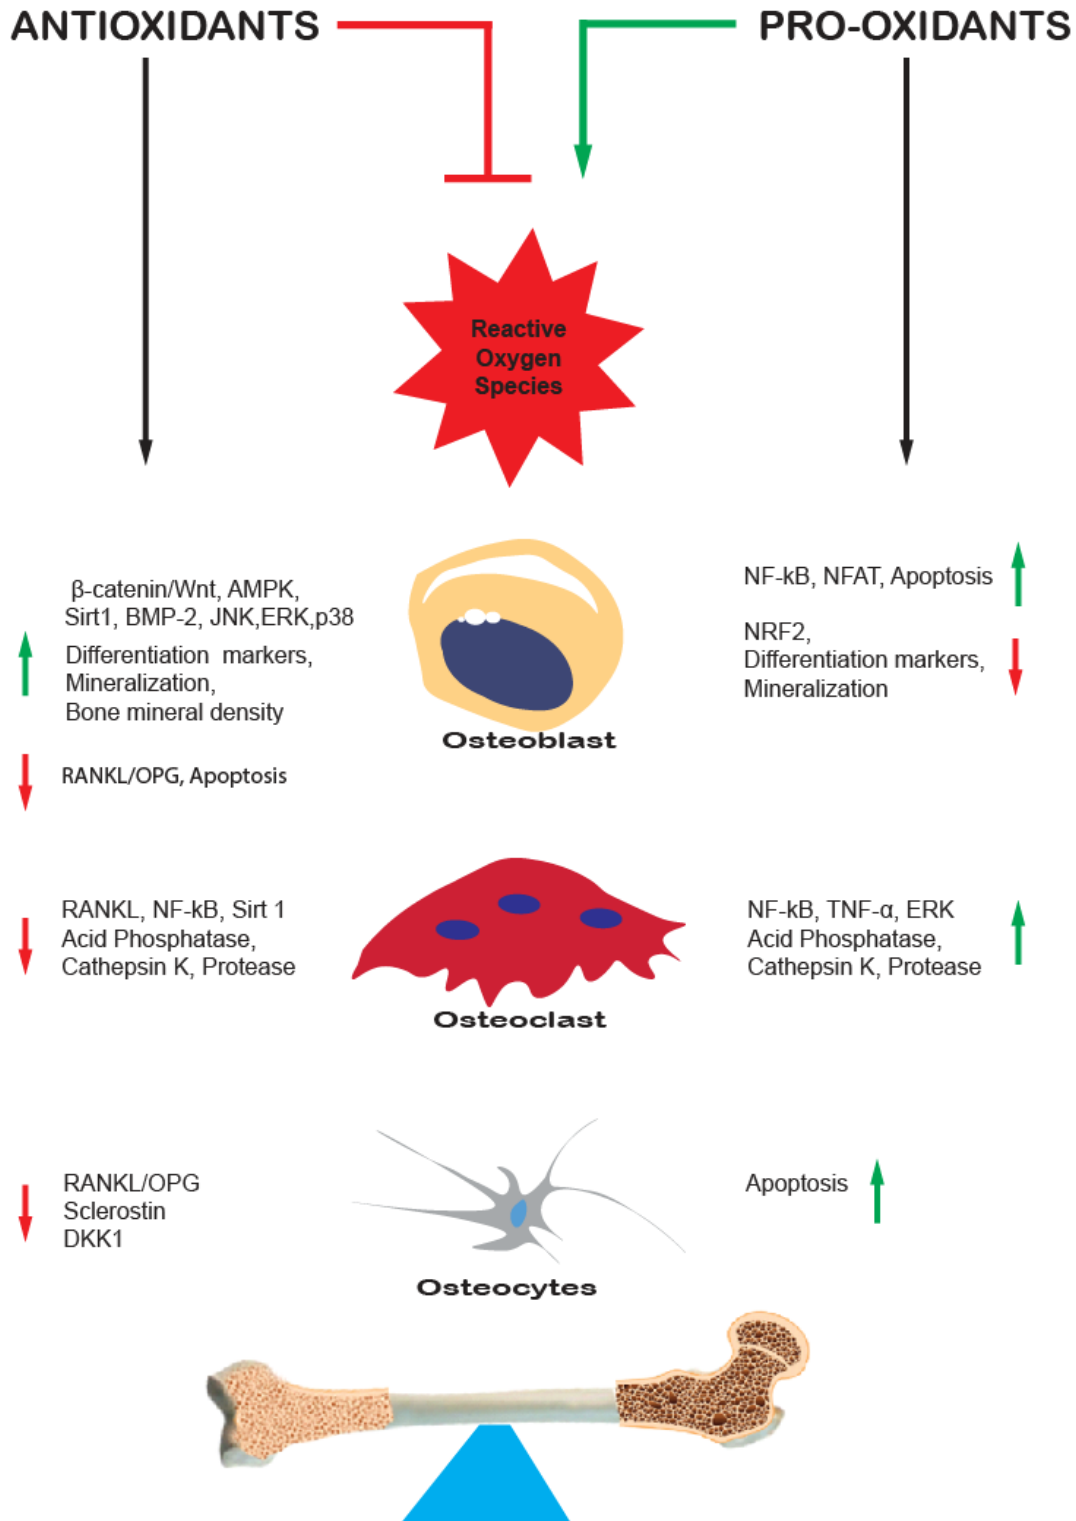 ANTIOXIDANTS
PRO-OXIDANTS
Reactive
Oxygen
Species
β-catenin/Wnt, AMPK,
Sirt1, BMP-2, JNK,ERK,p38
Differentiation markers,
Mineralization,
Bone mineral density
RANKL/OPG, Apoptosis
NF-kB, NFAT, Apoptosis
NRF2,
Differentiation markers,
Mineralization
Osteoblast
RANKL, NF-kB, Sirt 1
Acid Phosphatase,
Cathepsin K, Protease
NF-kB, TNF-α, ERK
Acid Phosphatase,
Cathepsin K, Protease
Osteoclast
RANKL/OPG
Sclerostin
DKK1
Apoptosis
Osteocytes